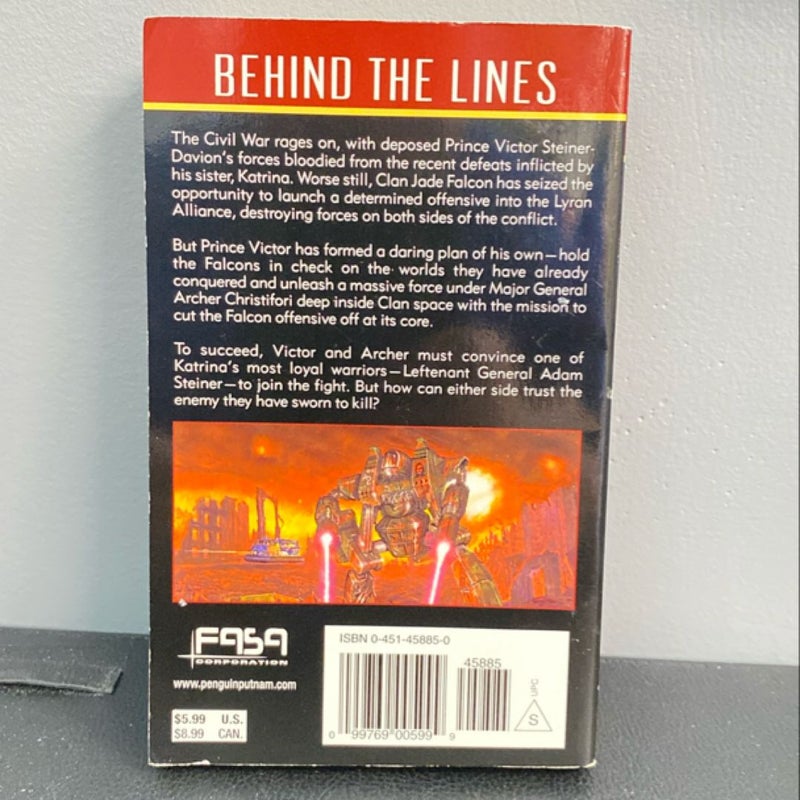 BEHIND THE LINES
The Civil War rages on, with deposed Prince Victor Steiner-
Davion's forces bloodied from the recent defeats inflicted by
his sister, Katrina. Worse still, Clan Jade Falcon has seized the
opportunity to launch a determined offensive into the Lyran
Alliance, destroying forces on both sides of the conflict.
But Prince Victor has formed a daring plan of his own—hold
the Falcons in check on the worlds they have already
conquered and unleash a massive force under Major General
Archer Christifori deep inside Clan space with the mission to
cut the Falcon offensive off at its core.
To succeed, Victor and Archer must convince one of
Katrina's most loyal warriors—Leftenant General Adam
Steiner—to join the fight. But how can either side trust the
enemy they have sworn to kill?
FASA
CORPORATION
www.penguinputnam.com
$5.99 U.S.
$8.99 CAN.
ISBN 0-451-45885-0
45885
0 99769 00599 9
UPC
S